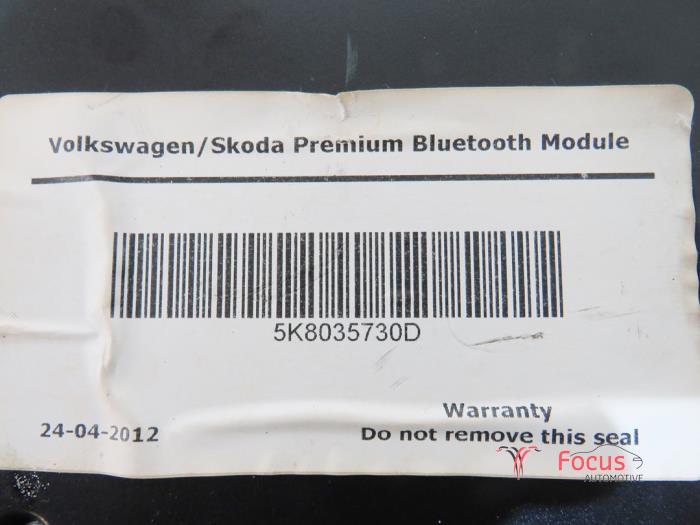 Volkswagen/Skoda Premium Bluetooth Module
5K8035730D
24-04-2012
Warranty
Do not remove this seal
Focus
AUTOMOTIVE